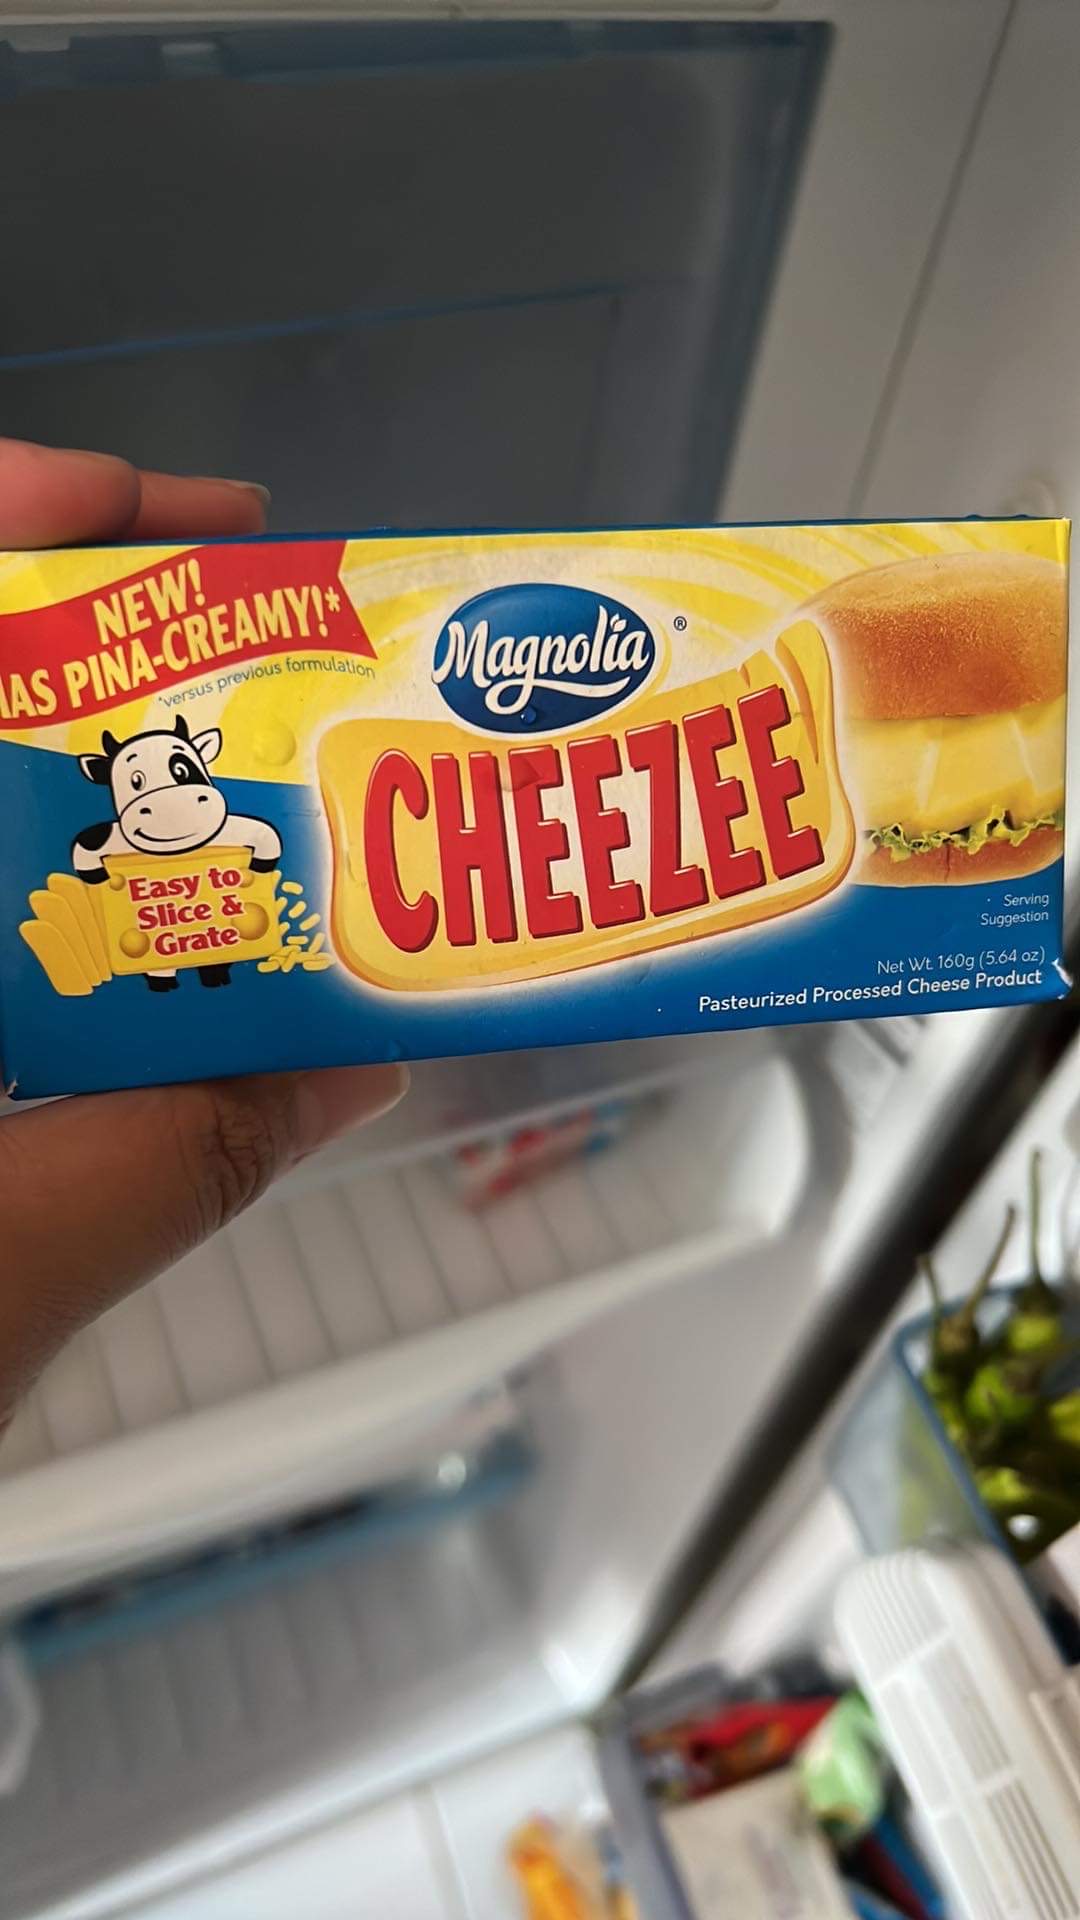 NEW!
AS PINA-CREAMY!*
*versus previous formulation
Magnolia ®
CHEEZEE
Easy to
Slice &
Grate
Serving
Suggestion
Net Wt. 160g (5.64 oz)
Pasteurized Processed Cheese Product